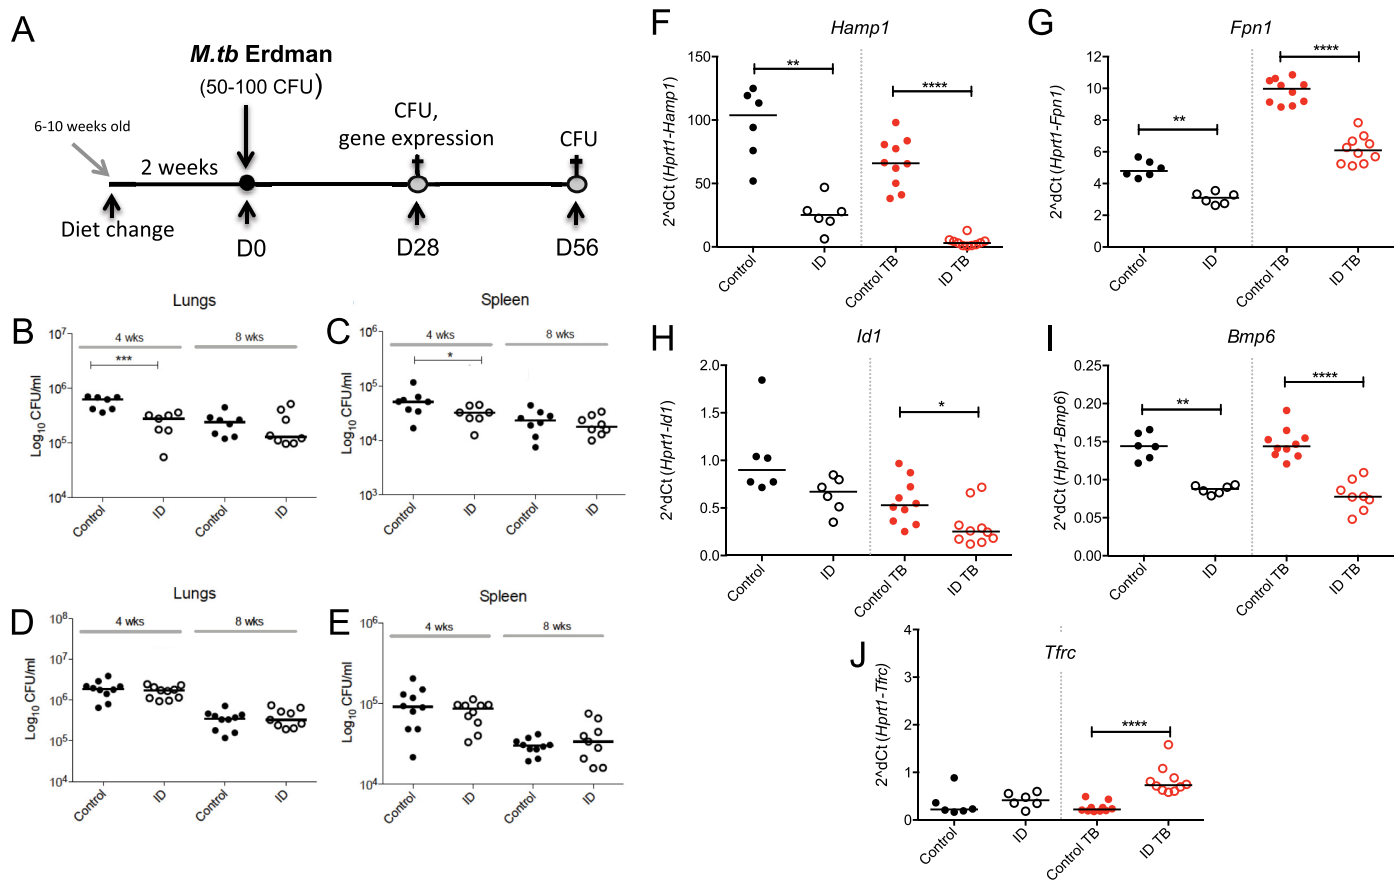 A
M.tb Erdman
(50-100 CFU)
6-10 weeks old
2 weeks
CFU,
gene expression
CFU
Diet change
D0
D28
D56
B
Lungs
4 wks
8 wks
***
Log10 CFU/ml
10^7
10^6
10^5
10^4
Control
ID
Control
ID
C
Spleen
4 wks
8 wks
*
Log10 CFU/ml
10^6
10^5
10^4
10^3
Control
ID
Control
ID
D
Lungs
4 wks
8 wks
Log10 CFU/ml
10^8
10^7
10^6
10^5
10^4
Control
ID
Control
ID
E
Spleen
4 wks
8 wks
Log10 CFU/ml
10^6
10^5
10^4
Control
ID
Control
ID
F
Hamp1
2^dCt (Hprt1-Hamp1)
150
100
50
0
**
****
Control
ID
Control TB
ID TB
G
Fpn1
2^dCt (Hprt1-Fpn1)
12
10
8
6
4
2
0
**
****
Control
ID
Control TB
ID TB
H
Id1
2^dCt (Hprt1-Id1)
2.0
1.5
1.0
0.5
0.0
*
Control
ID
Control TB
ID TB
I
Bmp6
2^dCt (Hprt1-Bmp6)
0.25
0.20
0.15
0.10
0.05
0.00
**
****
Control
ID
Control TB
ID TB
J
Tfrc
2^dCt (Hprt1-Tfrc)
4
3
2
1
0
****
Control
ID
Control TB
ID TB